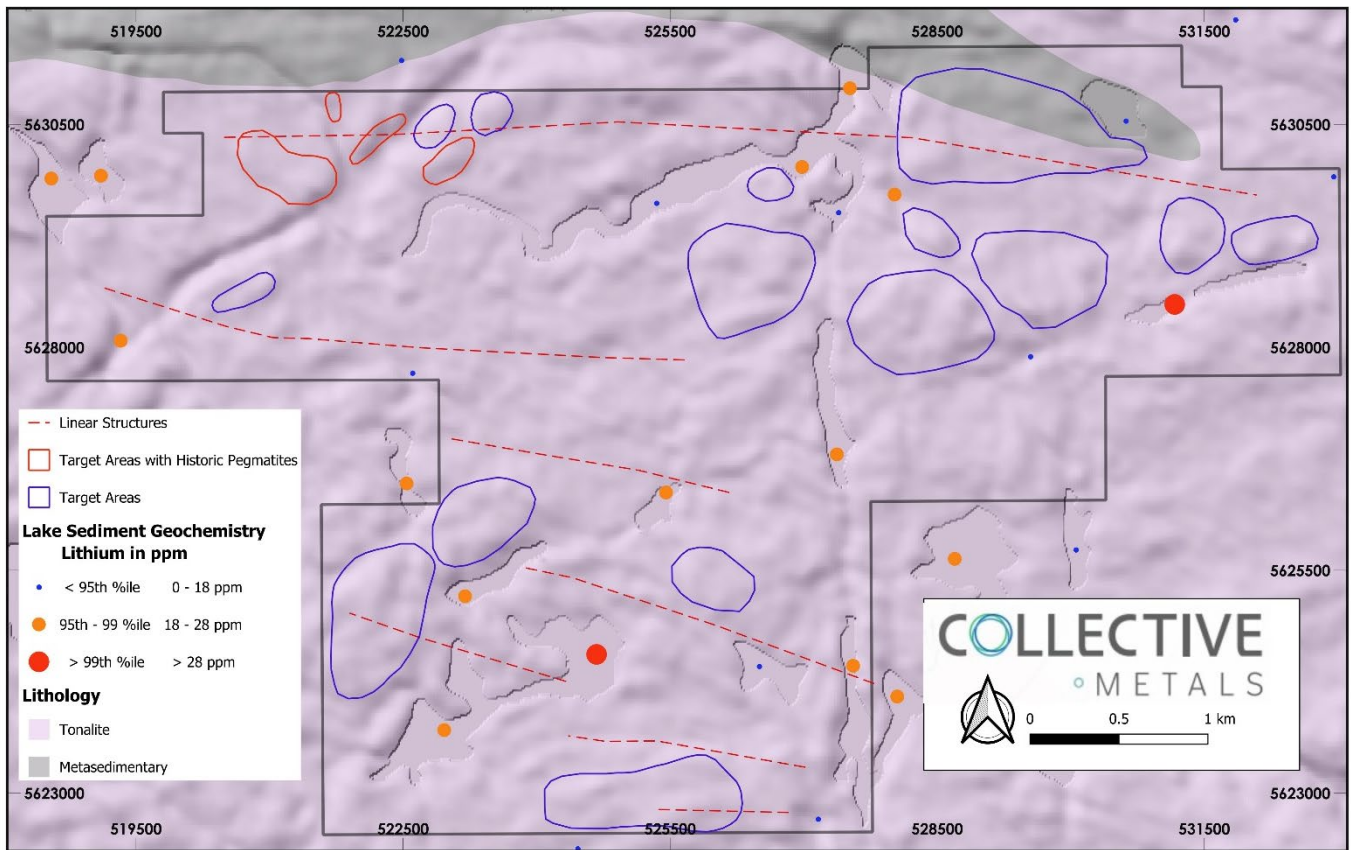 519500 522500 525500 528500 531500
5630500 5630500
5628000 5628000
Linear Structures
Target Areas with Historic Pegmatites
Target Areas
Lake Sediment Geochemistry
Lithium in ppm
< 95th %ile 0 - 18 ppm
95th - 99 %ile 18 - 28 ppm
> 99th %ile > 28 ppm
Lithology
Tonalite
Metasedimentary
5625500
COLLECTIVE
METALS
0 0.5 1 km
5623000 5623000
519500 522500 525500 528500 531500